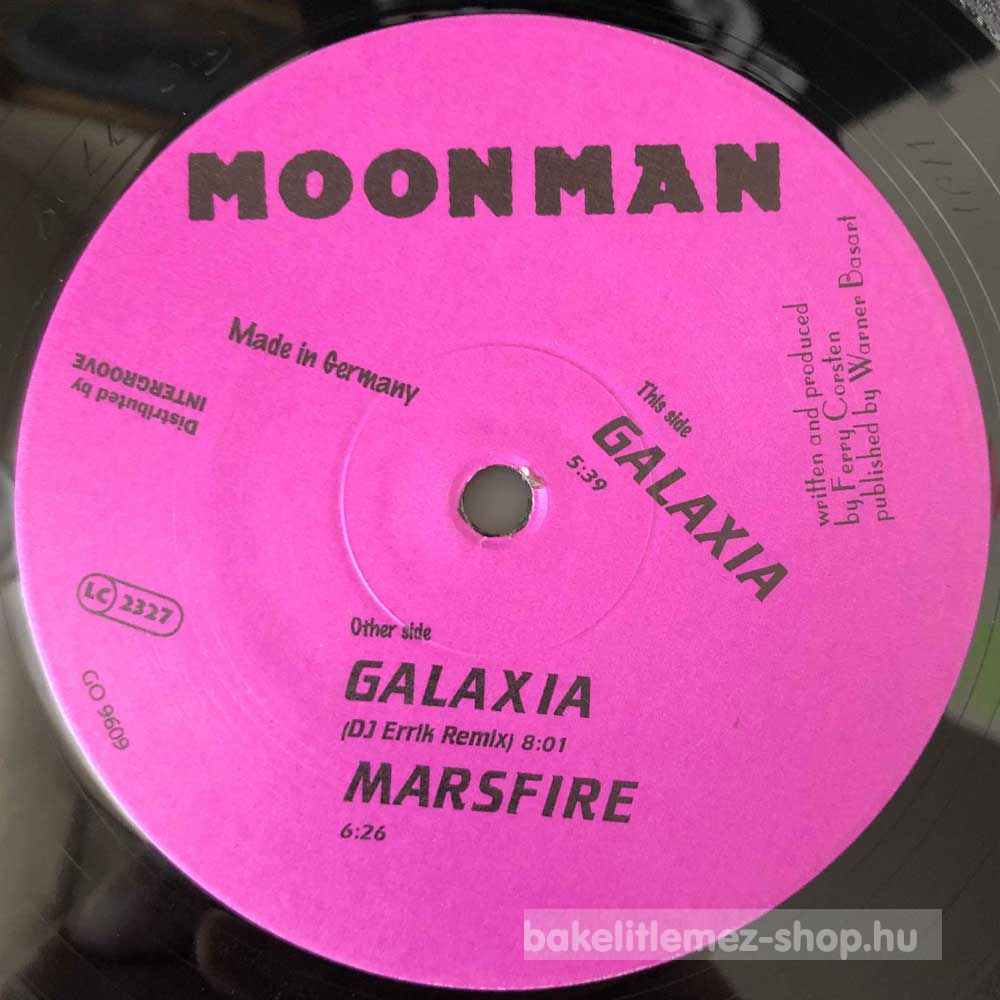 MOONMAN
written and produced
by Ferry Corsten
published by Warner Basart
Made in Germany
Distributed by
INTERGROOVE
This side
GALAXIA
5:39
LC 2327
GO 9609
Other side
GALAXIA
(DJ Errik Remix) 8:01
MARSFIRE
6:26
bakelitlemez-shop.hu